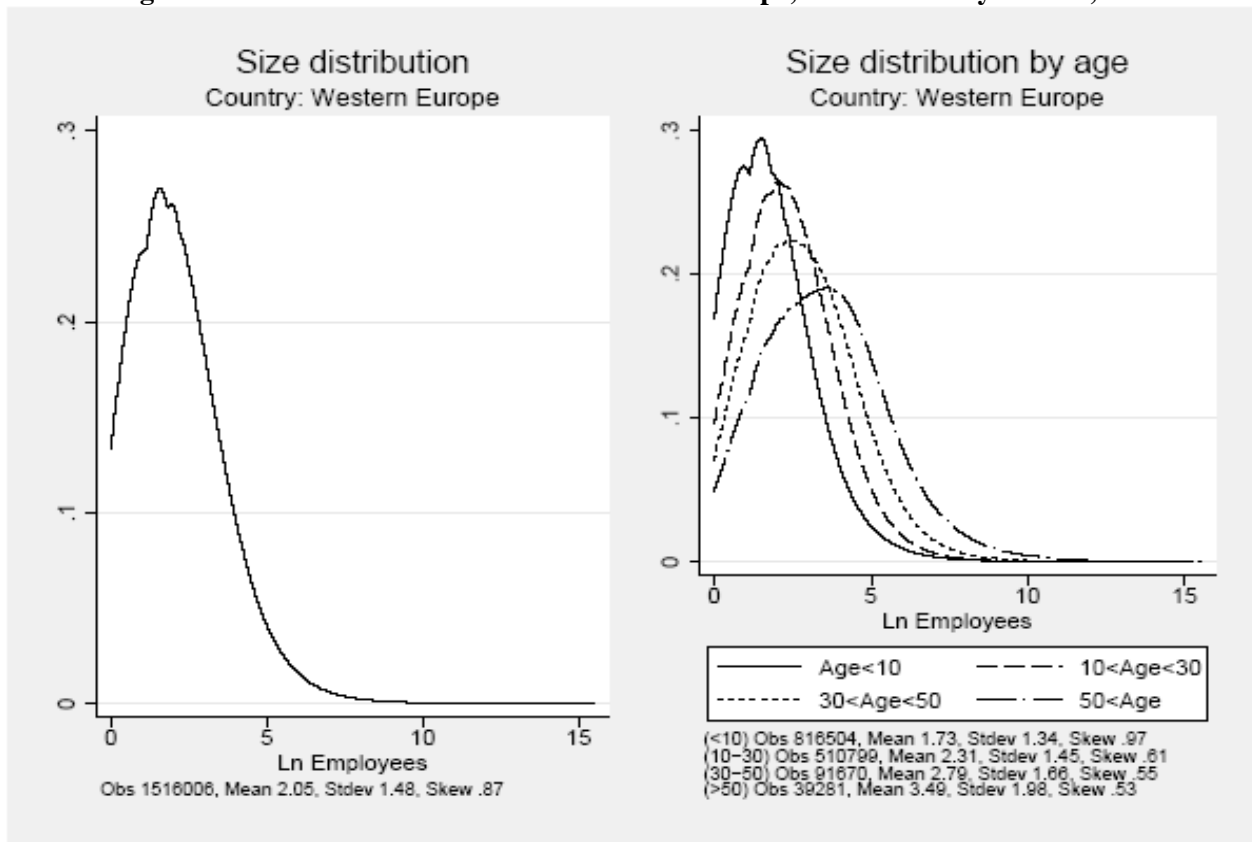 Size distribution
Country: Western Europe
.3
.2
.1
0
0 5 10 15
Ln Employees
Obs 1516006, Mean 2.05, Stdev 1.48, Skew .87
Size distribution by age
Country: Western Europe
.3
.2
.1
0
0 5 10 15
Ln Employees
Age<10 10<Age<30
30<Age<50 50<Age
(<10) Obs 816504, Mean 1.73, Stdev 1.34, Skew .97
(10−30) Obs 510799, Mean 2.31, Stdev 1.45, Skew .61
(30−50) Obs 91670, Mean 2.79, Stdev 1.66, Skew .55
(>50) Obs 39281, Mean 3.49, Stdev 1.98, Skew .53